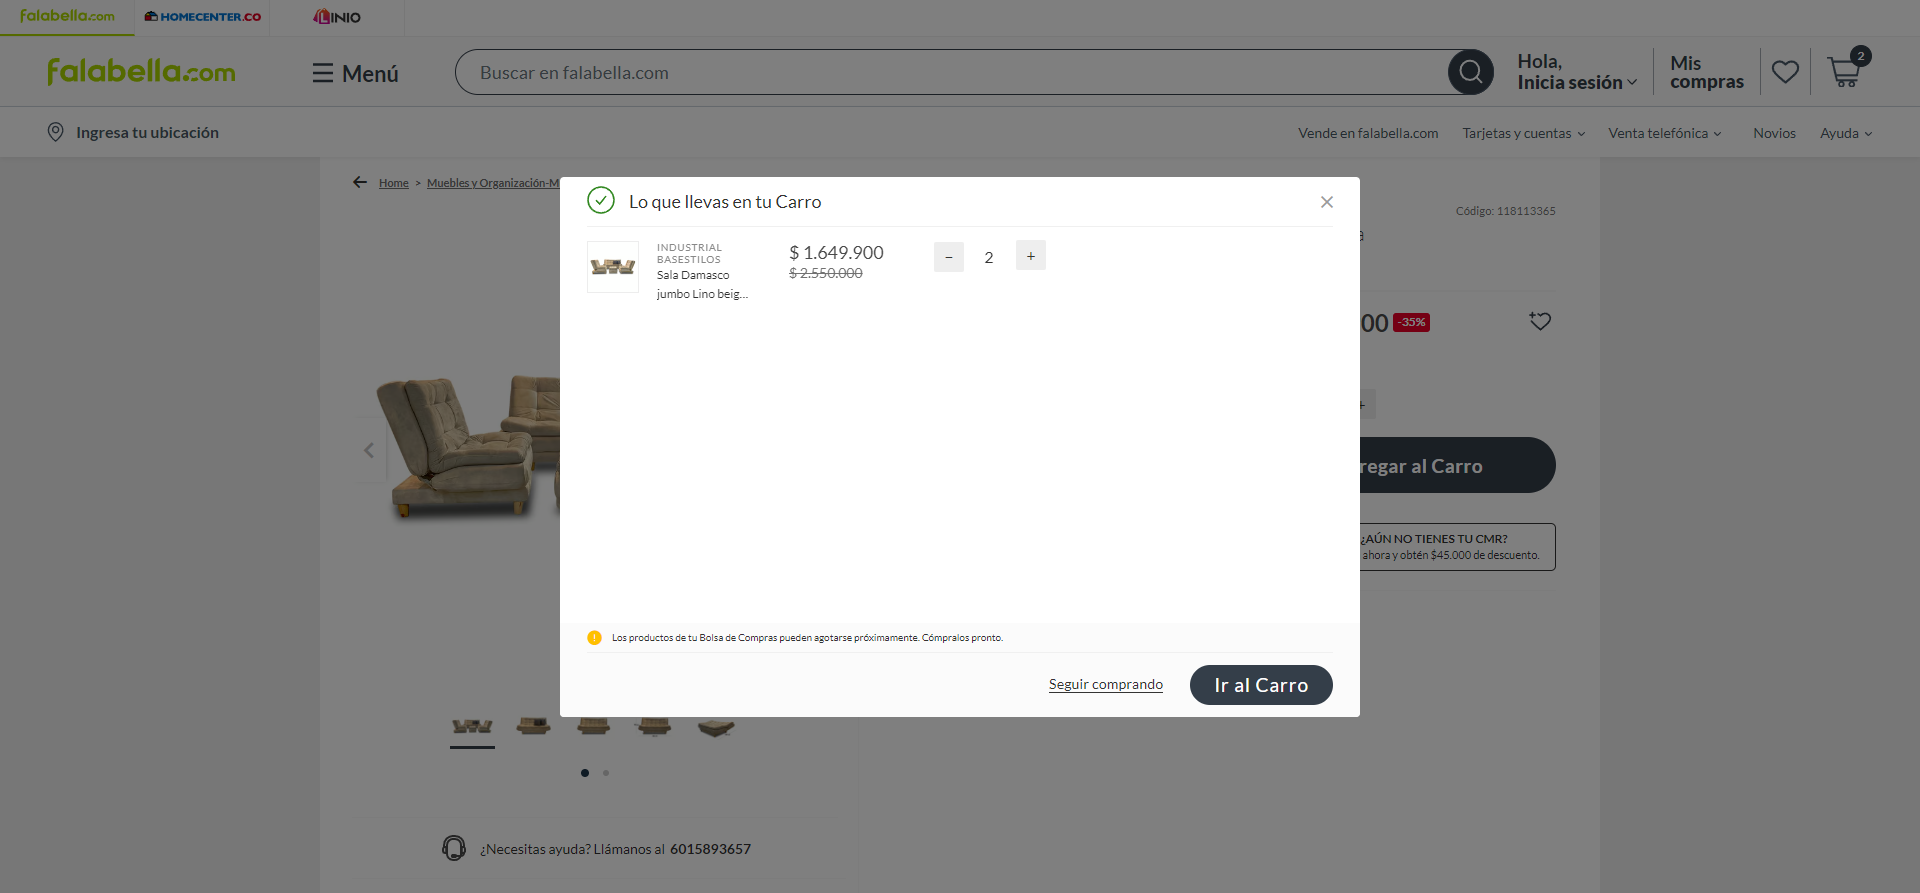 falabella.com
HOMECENTER.CO
LINIO
falabella.com
Menú
Buscar en falabella.com
Hola,
Inicia sesión
Mis
compras
2
Ingresa tu ubicación
Vende en falabella.com
Tarjetas y cuentas
Venta telefónica
Novios
Ayuda
Home > Muebles y Organización-M
Código: 118113365
Lo que llevas en tu Carro
INDUSTRIAL
BASESTILOS
Sala Damasco
jumbo Lino beig...
$ 1.649.900
$ 2.550.000
− 2 +
00 -35%
+
regar al Carro
¿AÚN NO TIENES TU CMR?
ahora y obtén $45.000 de descuento.
Los productos de tu Bolsa de Compras pueden agotarse próximamente. Cómpralos pronto.
Seguir comprando
Ir al Carro
¿Necesitas ayuda? Llámanos al 6015893657